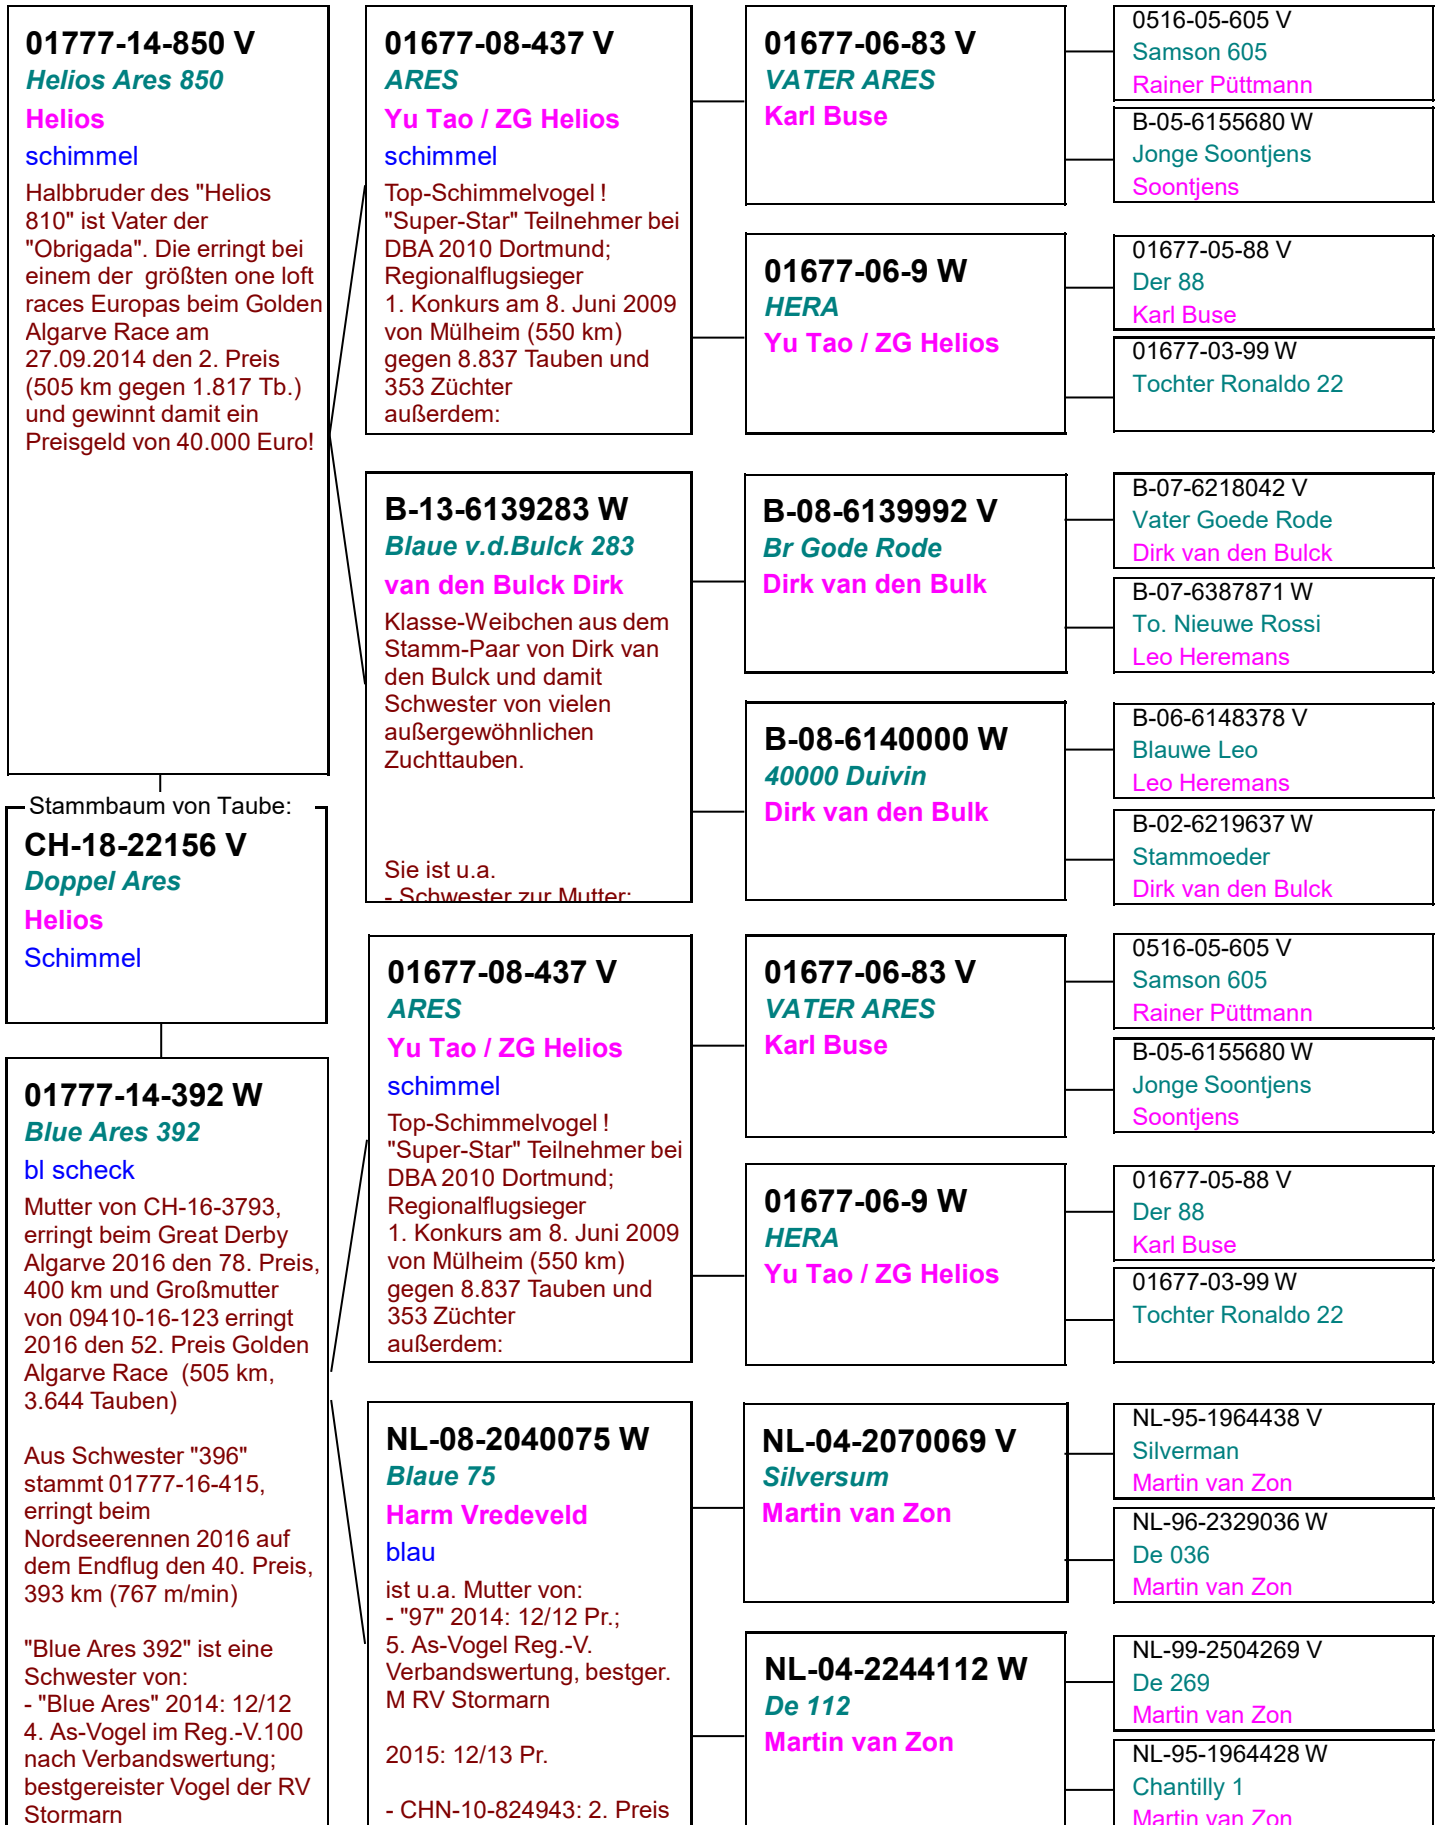 01777-14-850 V
Helios Ares 850
Helios
schimmel
Halbbruder des "Helios
810" ist Vater der
"Obrigada". Die erringt bei
einem der größten one loft
races Europas beim Golden
Algarve Race am
27.09.2014 den 2. Preis
(505 km gegen 1.817 Tb.)
und gewinnt damit ein
Preisgeld von 40.000 Euro!
Stammbaum von Taube:
CH-18-22156 V
Doppel Ares
Helios
Schimmel
01777-14-392 W
Blue Ares 392
bl scheck
Mutter von CH-16-3793,
erringt beim Great Derby
Algarve 2016 den 78. Preis,
400 km und Großmutter
von 09410-16-123 erringt
2016 den 52. Preis Golden
Algarve Race (505 km,
3.644 Tauben)
Aus Schwester "396"
stammt 01777-16-415,
erringt beim
Nordseerennen 2016 auf
dem Endflug den 40. Preis,
393 km (767 m/min)
"Blue Ares 392" ist eine
Schwester von:
- "Blue Ares" 2014: 12/12
4. As-Vogel im Reg.-V.100
nach Verbandswertung;
bestgereister Vogel der RV
Stormarn
01677-08-437 V
ARES
Yu Tao / ZG Helios
schimmel
Top-Schimmelvogel !
"Super-Star" Teilnehmer bei
DBA 2010 Dortmund;
Regionalflugsieger
1. Konkurs am 8. Juni 2009
von Mülheim (550 km)
gegen 8.837 Tauben und
353 Züchter
außerdem:
B-13-6139283 W
Blaue v.d.Bulck 283
van den Bulck Dirk
Klasse-Weibchen aus dem
Stamm-Paar von Dirk van
den Bulck und damit
Schwester von vielen
außergewöhnlichen
Zuchttauben.
Sie ist u.a.
- Schwester zur Mutter:
01677-08-437 V
ARES
Yu Tao / ZG Helios
schimmel
Top-Schimmelvogel !
"Super-Star" Teilnehmer bei
DBA 2010 Dortmund;
Regionalflugsieger
1. Konkurs am 8. Juni 2009
von Mülheim (550 km)
gegen 8.837 Tauben und
353 Züchter
außerdem:
NL-08-2040075 W
Blaue 75
Harm Vredeveld
blau
ist u.a. Mutter von:
- "97" 2014: 12/12 Pr.;
5. As-Vogel Reg.-V.
Verbandswertung, bestger.
M RV Stormarn
2015: 12/13 Pr.
- CHN-10-824943: 2. Preis
01677-06-83 V
VATER ARES
Karl Buse
01677-06-9 W
HERA
Yu Tao / ZG Helios
B-08-6139992 V
Br Gode Rode
Dirk van den Bulk
B-08-6140000 W
40000 Duivin
Dirk van den Bulk
01677-06-83 V
VATER ARES
Karl Buse
01677-06-9 W
HERA
Yu Tao / ZG Helios
NL-04-2070069 V
Silversum
Martin van Zon
NL-04-2244112 W
De 112
Martin van Zon
0516-05-605 V
Samson 605
Rainer Püttmann
B-05-6155680 W
Jonge Soontjens
Soontjens
01677-05-88 V
Der 88
Karl Buse
01677-03-99 W
Tochter Ronaldo 22
B-07-6218042 V
Vater Goede Rode
Dirk van den Bulck
B-07-6387871 W
To. Nieuwe Rossi
Leo Heremans
B-06-6148378 V
Blauwe Leo
Leo Heremans
B-02-6219637 W
Stammoeder
Dirk van den Bulck
0516-05-605 V
Samson 605
Rainer Püttmann
B-05-6155680 W
Jonge Soontjens
Soontjens
01677-05-88 V
Der 88
Karl Buse
01677-03-99 W
Tochter Ronaldo 22
NL-95-1964438 V
Silverman
Martin van Zon
NL-96-2329036 W
De 036
Martin van Zon
NL-99-2504269 V
De 269
Martin van Zon
NL-95-1964428 W
Chantilly 1
Martin van Zon